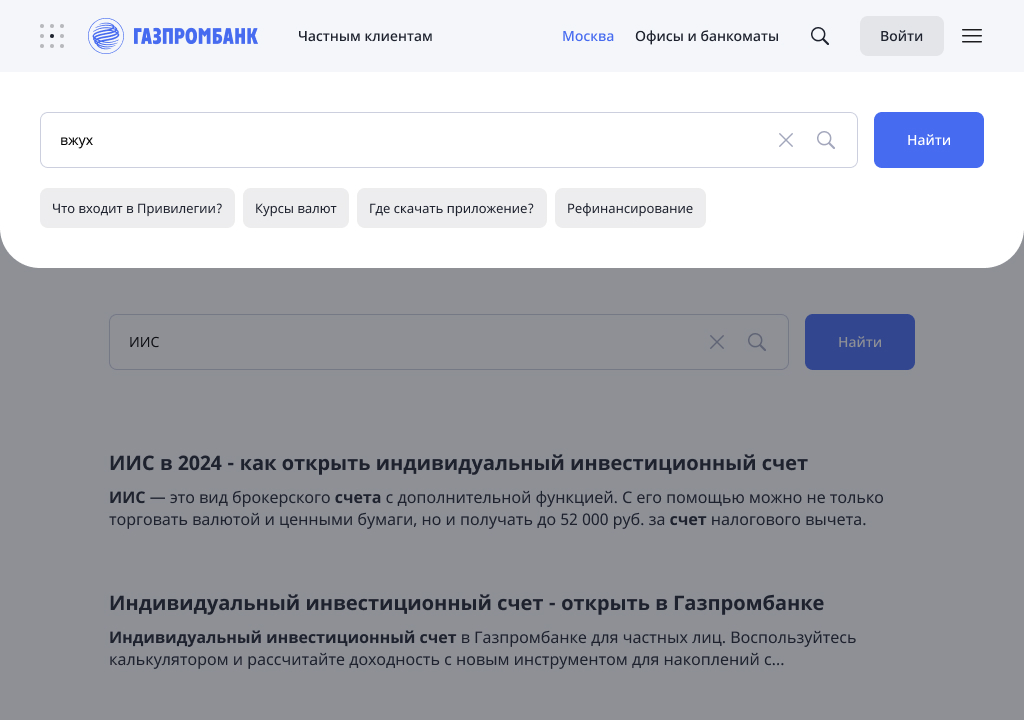 ГАЗПРОМБАНК Частным клиентам Москва Офисы и банкоматы Войти
вжух Найти
Что входит в Привилегии? Курсы валют Где скачать приложение? Рефинансирование
ИИС Найти
ИИС в 2024 - как открыть индивидуальный инвестиционный счет
ИИС — это вид брокерского счета с дополнительной функцией. С его помощью можно не только
торговать валютой и ценными бумаги, но и получать до 52 000 руб. за счет налогового вычета.
Индивидуальный инвестиционный счет - открыть в Газпромбанке
Индивидуальный инвестиционный счет в Газпромбанке для частных лиц. Воспользуйтесь
калькулятором и рассчитайте доходность с новым инструментом для накоплений с...